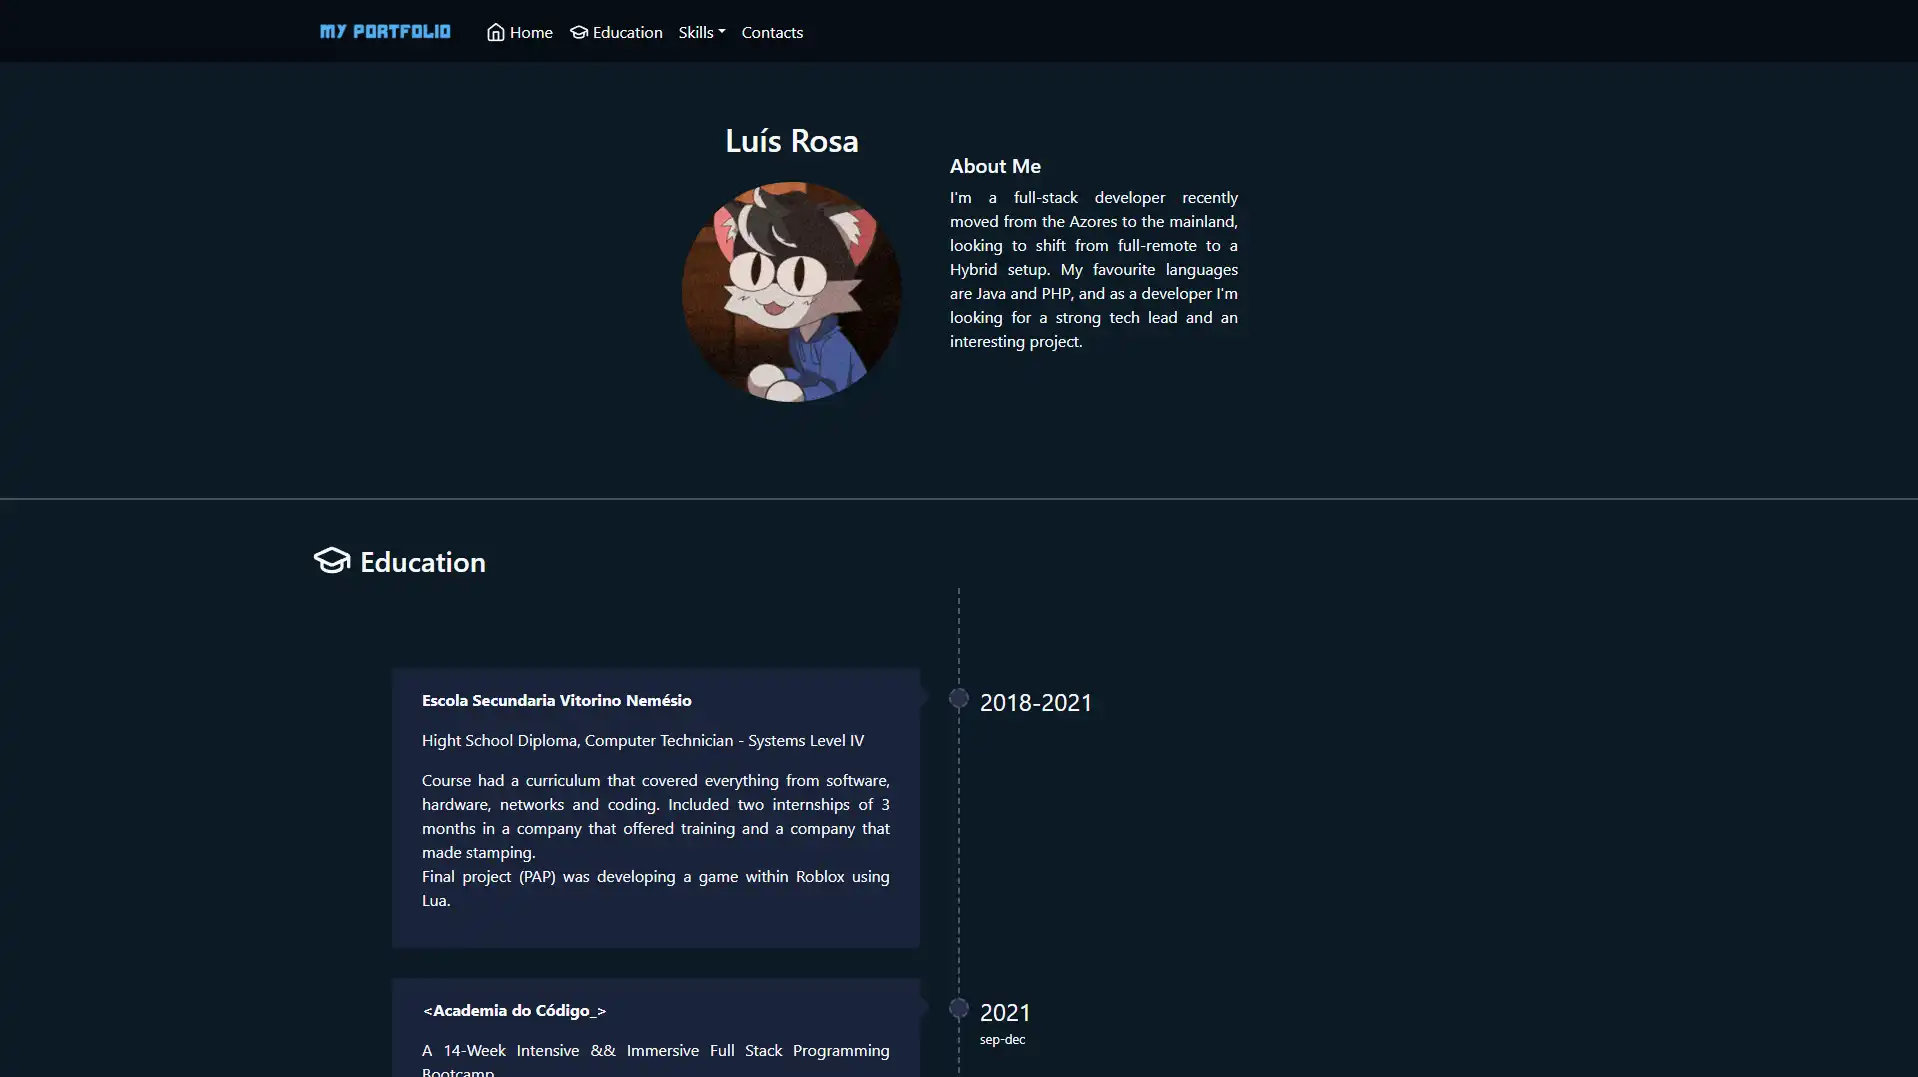 MY PORTFOLIO
Home
Education
Skills
Contacts
Luís Rosa
About Me
I'm a full-stack developer recently
moved from the Azores to the mainland,
looking to shift from full-remote to a
Hybrid setup. My favourite languages
are Java and PHP, and as a developer I'm
looking for a strong tech lead and an
interesting project.
Education
Escola Secundaria Vitorino Nemésio
Hight School Diploma, Computer Technician - Systems Level IV
Course had a curriculum that covered everything from software,
hardware, networks and coding. Included two internships of 3
months in a company that offered training and a company that
made stamping.
Final project (PAP) was developing a game within Roblox using
Lua.
2018-2021
<Academia do Código_>
A 14-Week Intensive && Immersive Full Stack Programming
Bootcamp
2021
sep-dec